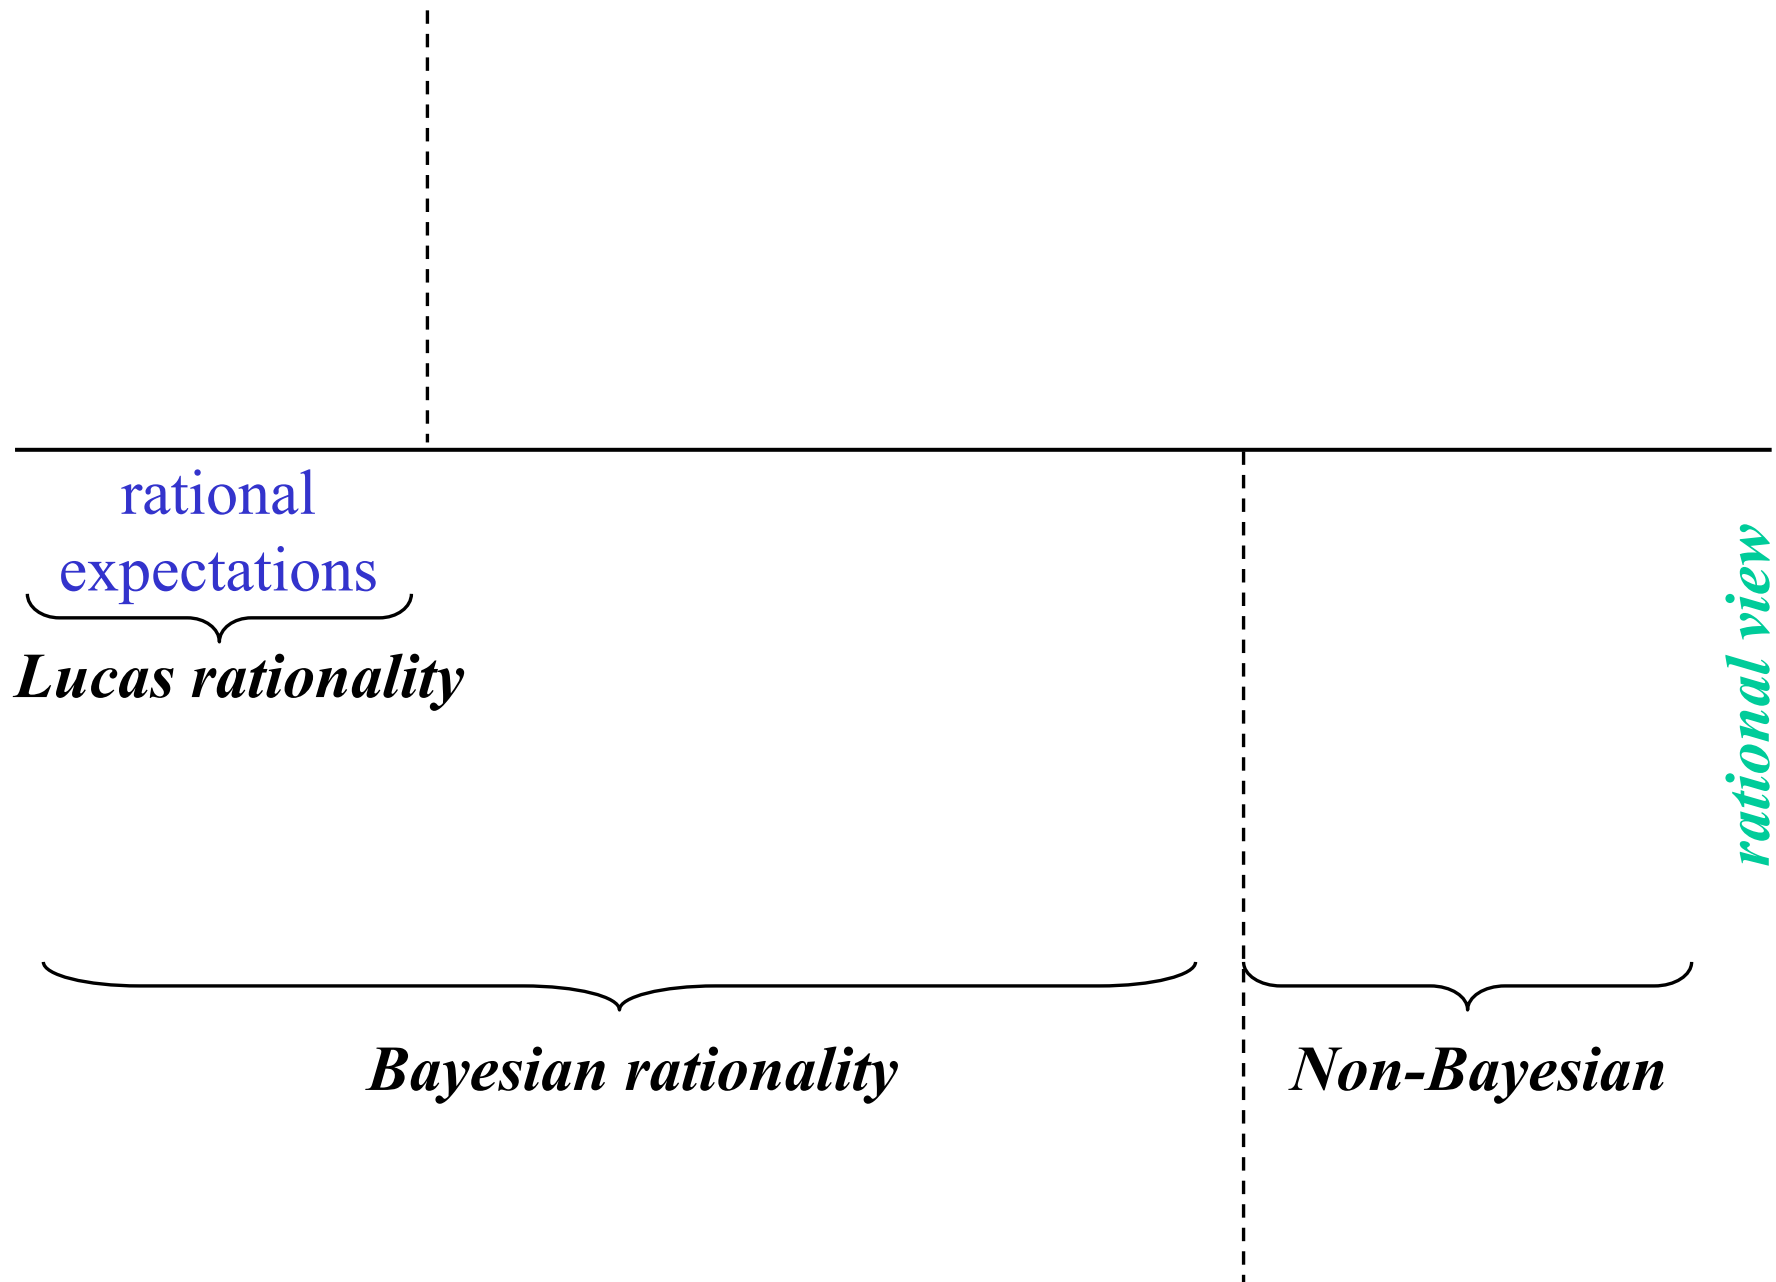 rational
expectations
Lucas rationality
rational view
Bayesian rationality
Non-Bayesian